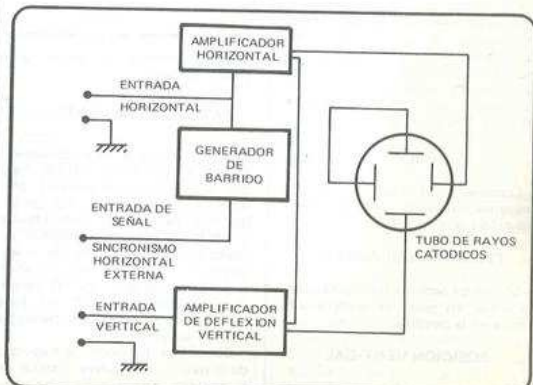 AMPLIFICADOR
HORIZONTAL
ENTRADA
HORIZONTAL
GENERADOR
DE
BARRIDO
ENTRADA DE
SEÑAL
SINCRONISMO
HORIZONTAL
EXTERNA
TUBO DE RAYOS
CATODICOS
ENTRADA
VERTICAL
AMPLIFICADOR
DE DEFLEXION
VERTICAL